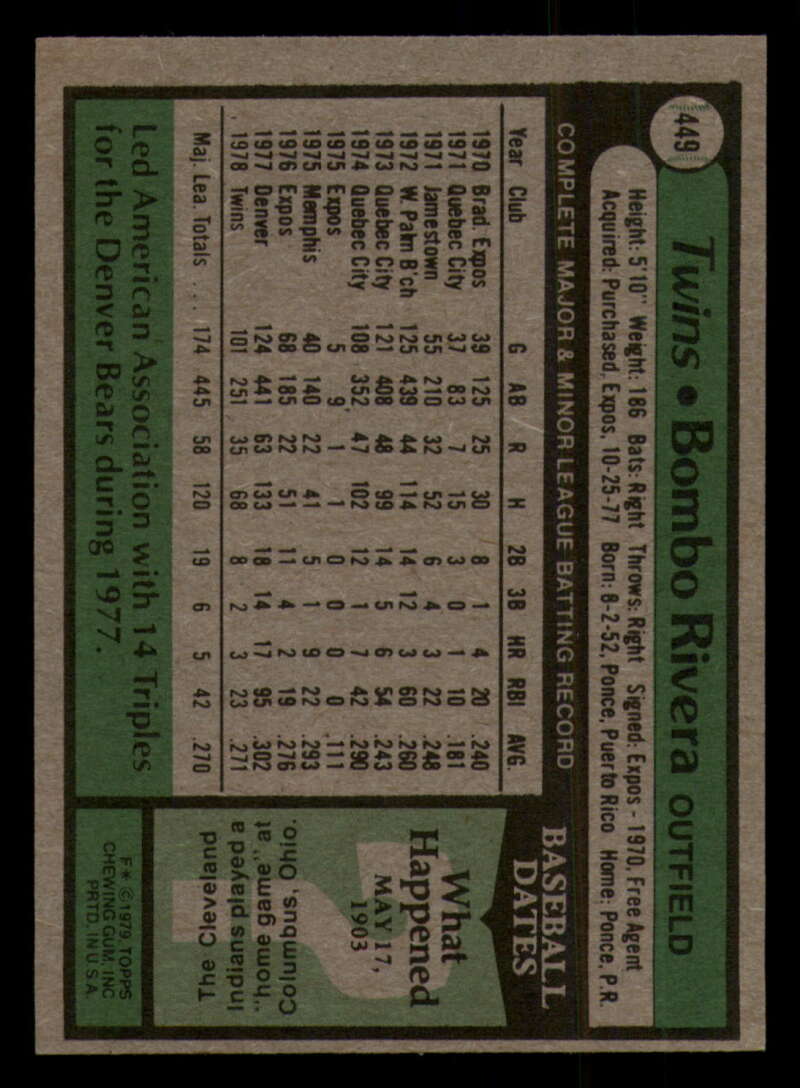 449
Twins • Bombo Rivera OUTFIELD
Height: 5'10" Weight: 186 Bats: Right Throws: Right Signed: Expos - 1970, Free Agent
Acquired: Purchased, Expos, 10-25-77 Born: 8-2-52, Ponce, Puerto Rico Home: Ponce, P.R.
COMPLETE MAJOR & MINOR LEAGUE BATTING RECORD
Year Club G AB R H 2B 3B HR RBI AVG.
1970 Brad. Expos 39 125 25 30 8 1 4 20 .240
1971 Quebec City 37 83 7 15 3 0 1 10 .181
1971 Jamestown 55 210 32 52 6 4 3 22 .248
1972 W. Palm B'ch 125 439 44 114 14 12 3 60 .260
1973 Quebec City 121 408 48 99 14 5 6 54 .243
1974 Quebec City 108 352 47 102 12 1 7 42 .290
1975 Expos 5 9 1 1 0 0 0 0 .111
1975 Memphis 40 140 22 41 5 1 9 22 .293
1976 Expos 68 185 22 51 11 4 2 19 .276
1977 Denver 124 441 63 133 18 14 17 95 .302
1978 Twins 101 251 35 68 8 2 3 23 .271
Maj. Lea. Totals . . . 174 445 58 120 19 6 5 42 .270
Led American Association with 14 Triples
for the Denver Bears during 1977.
BASEBALL
DATES
What
Happened
MAY 17,
1903
The Cleveland
Indians played a
"home game" at
Columbus, Ohio.
F* © 1979 TOPPS
CHEWING GUM, INC
PRTD. IN U.S.A.